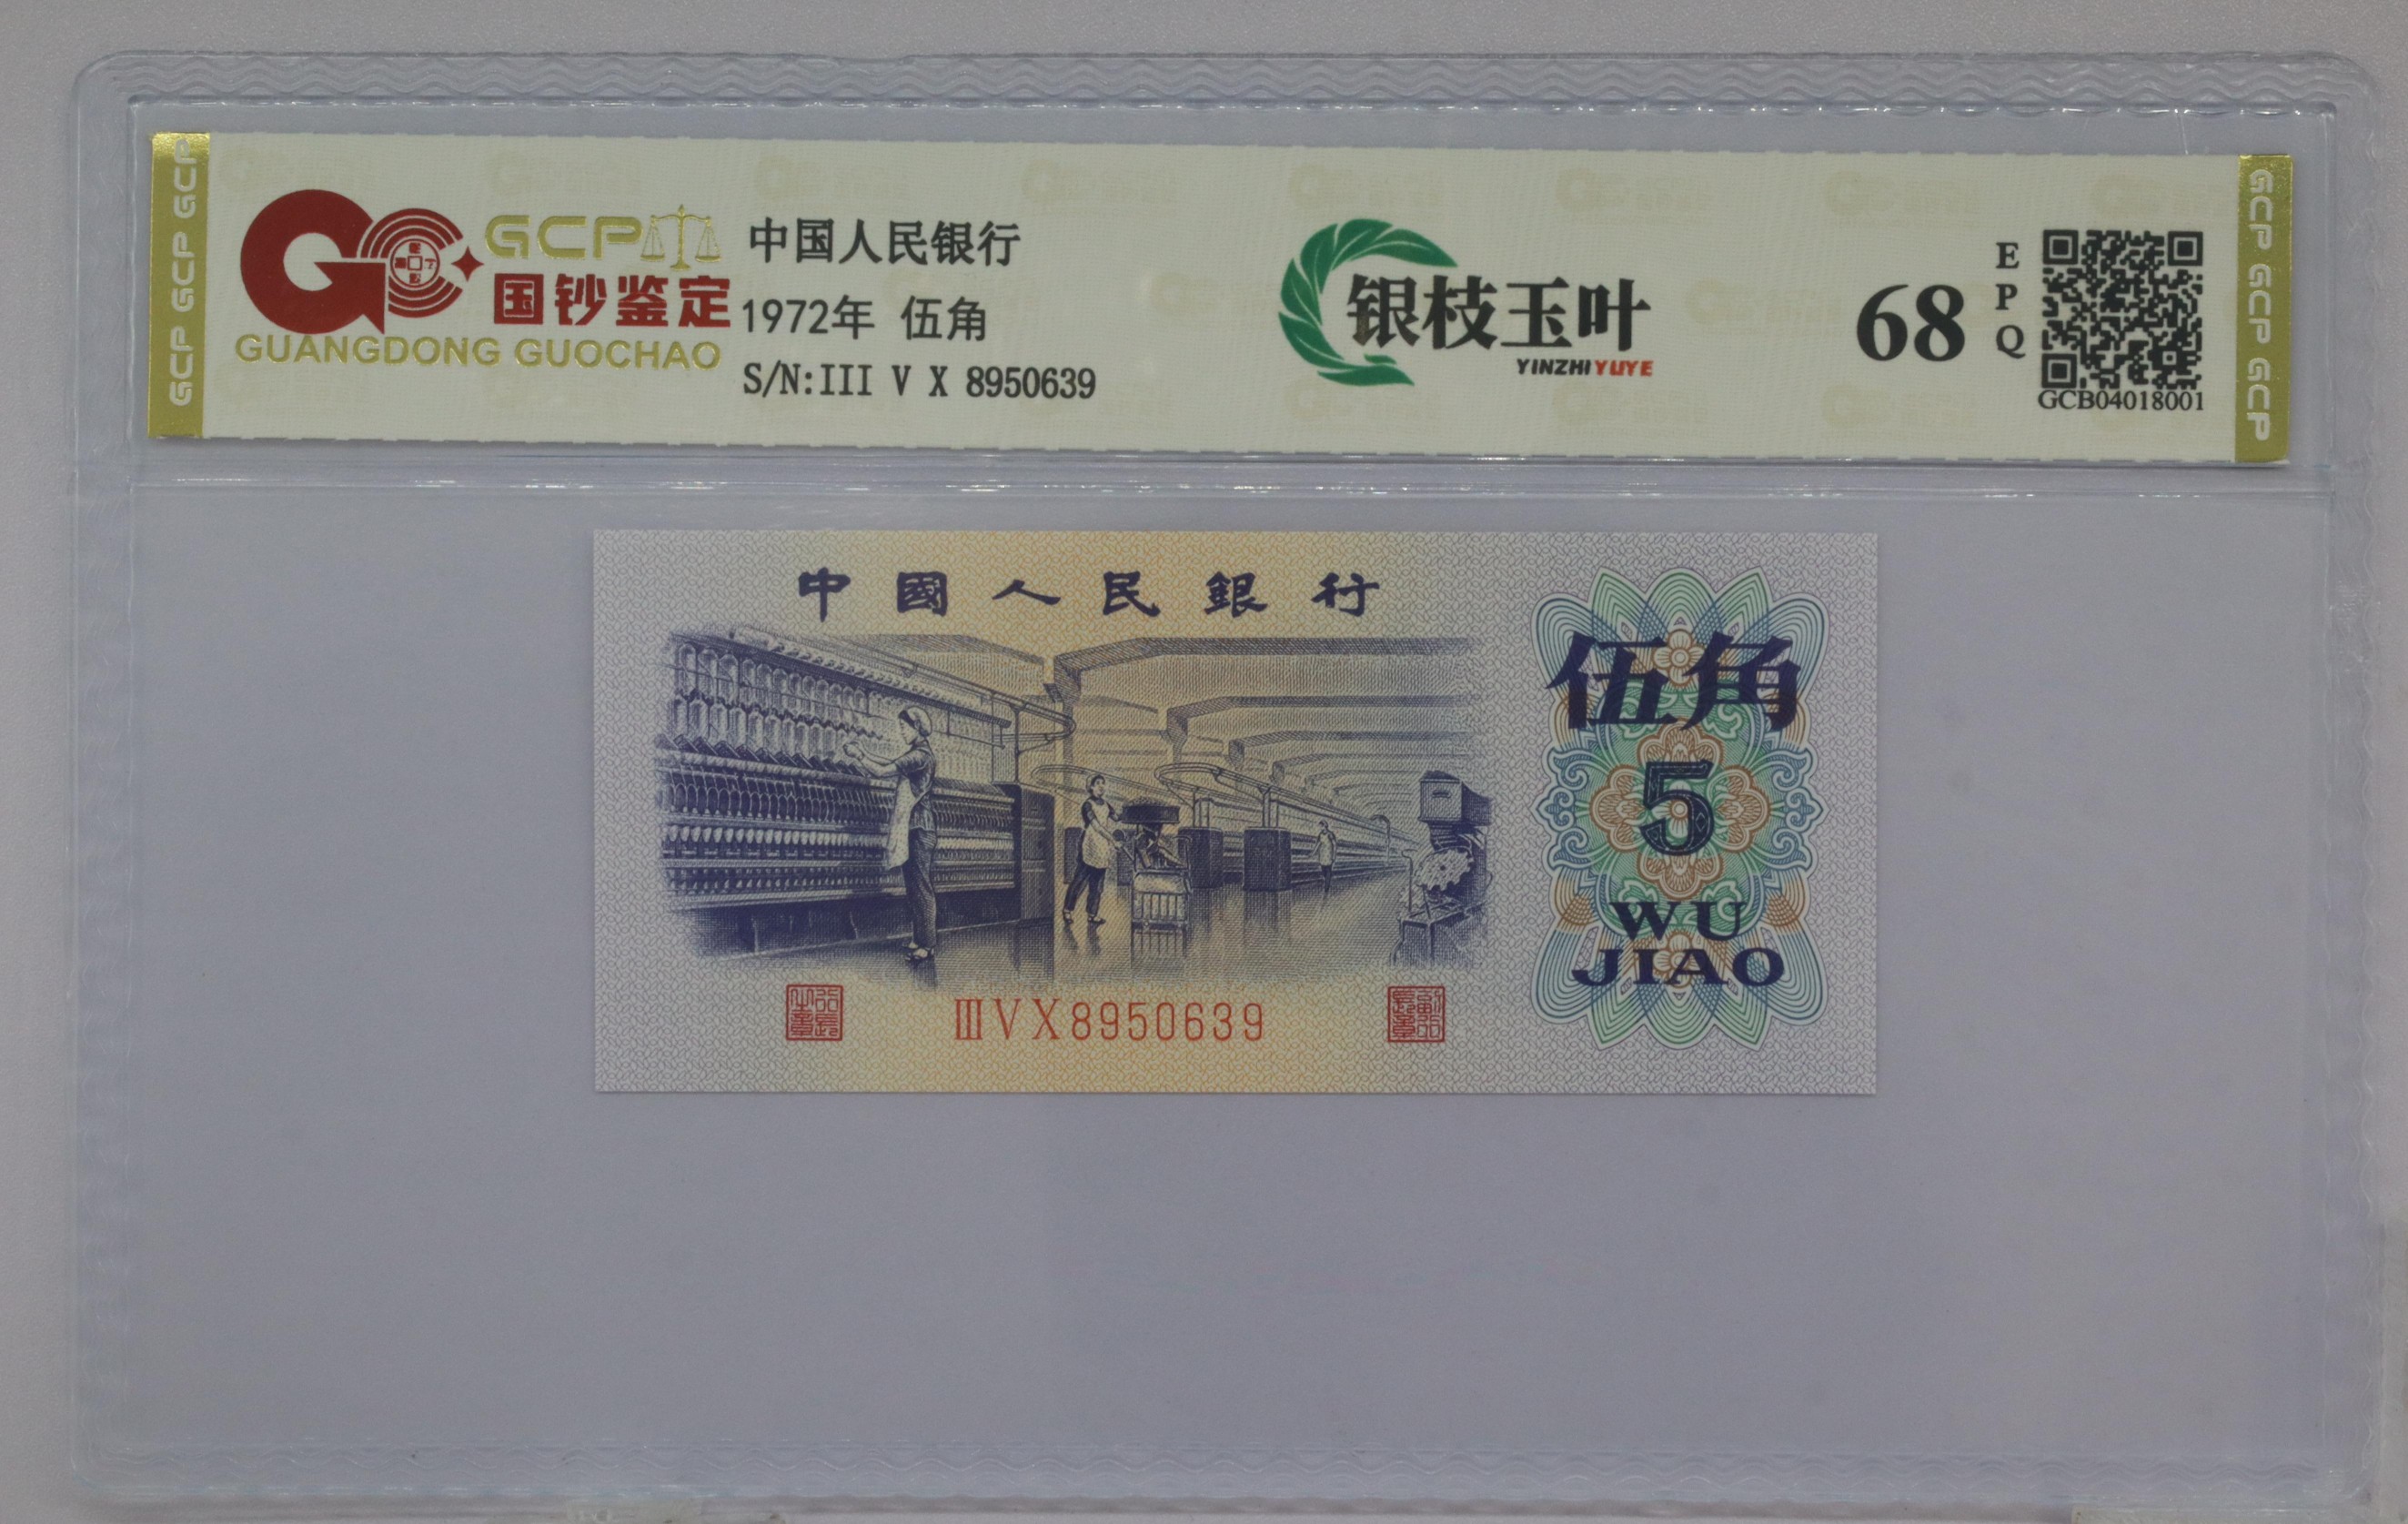 GCP GCP GCP
GCP
国钞鉴定
GUANGDONG GUOCHAO
中国人民银行
1972年 伍角
S/N:III V X 8950639
银枝玉叶
YINZHIYUYE
68
EPQ
GCB04018001
GCP GCP GCP
中國人民銀行
伍角
5
WU
JIAO
ⅢⅤⅩ8950639